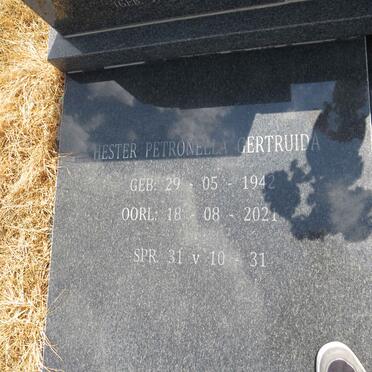 HESTER PETRONELLA GERTRUIDA
GEB: 29 - 05 - 1942
OORL: 18 - 08 - 2021
SPR. 31 v 10 - 31